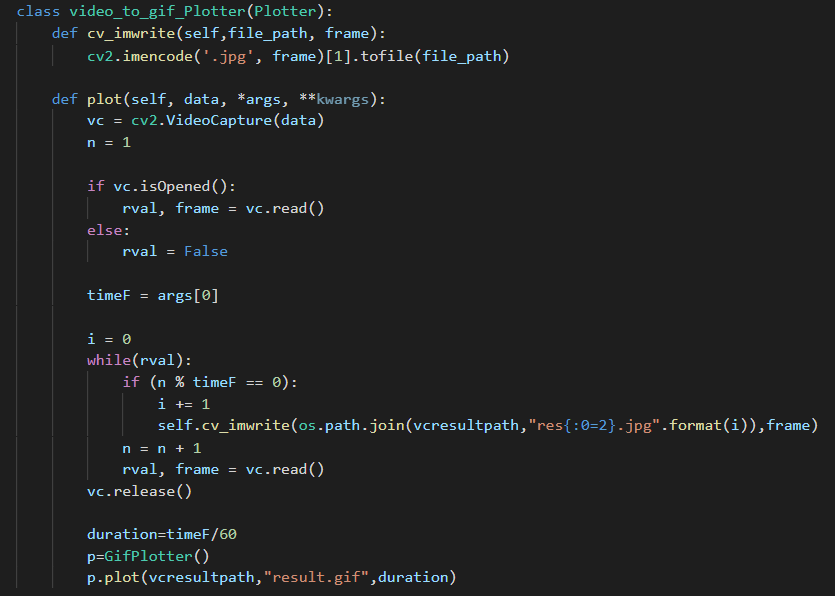 class video_to_gif_Plotter(Plotter):
    def cv_imwrite(self,file_path, frame):
        cv2.imencode('.jpg', frame)[1].tofile(file_path)

    def plot(self, data, *args, **kwargs):
        vc = cv2.VideoCapture(data)
        n = 1

        if vc.isOpened():
            rval, frame = vc.read()
        else:
            rval = False

        timeF = args[0]

        i = 0
        while(rval):
            if (n % timeF == 0):
                i += 1
                self.cv_imwrite(os.path.join(vcresultpath,"res{:0=2}.jpg".format(i)),frame)
            n = n + 1
            rval, frame = vc.read()
        vc.release()

        duration=timeF/60
        p=GifPlotter()
        p.plot(vcresultpath,"result.gif",duration)